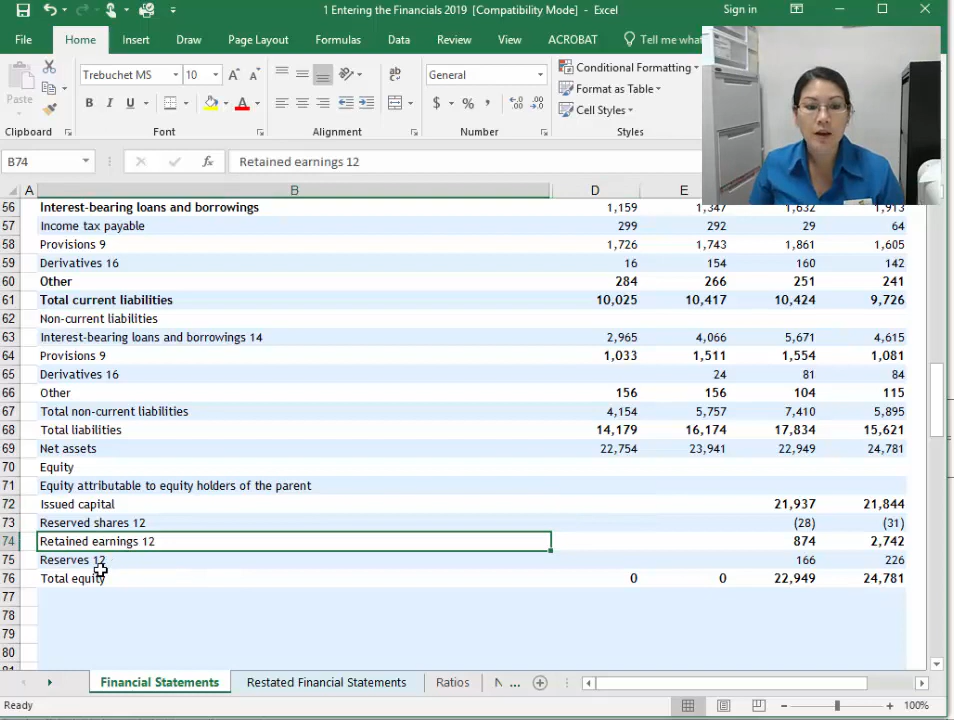 1 Entering the Financials 2019 [Compatibility Mode] - Excel
Sign in
File Home Insert Draw Page Layout Formulas Data Review View ACROBAT Tell me what
Trebuchet MS 10 General Conditional Formatting
Paste B I U Format as Table
Cell Styles
Clipboard Font Alignment Number Styles
B74 fx Retained earnings 12
A B D E
56 Interest-bearing loans and borrowings 1,159 1,347 1,632 1,913
57 Income tax payable 299 292 29 64
58 Provisions 9 1,726 1,743 1,861 1,605
59 Derivatives 16 16 154 160 142
60 Other 284 266 251 241
61 Total current liabilities 10,025 10,417 10,424 9,726
62 Non-current liabilities
63 Interest-bearing loans and borrowings 14 2,965 4,066 5,671 4,615
64 Provisions 9 1,033 1,511 1,554 1,081
65 Derivatives 16 24 81 84
66 Other 156 156 104 115
67 Total non-current liabilities 4,154 5,757 7,410 5,895
68 Total liabilities 14,179 16,174 17,834 15,621
69 Net assets 22,754 23,941 22,949 24,781
70 Equity
71 Equity attributable to equity holders of the parent
72 Issued capital 21,937 21,844
73 Reserved shares 12 (28) (31)
74 Retained earnings 12 874 2,742
75 Reserves 12 166 226
76 Total equity 0 0 22,949 24,781
77
78
79
80
Financial Statements Restated Financial Statements Ratios ...
Ready 100%